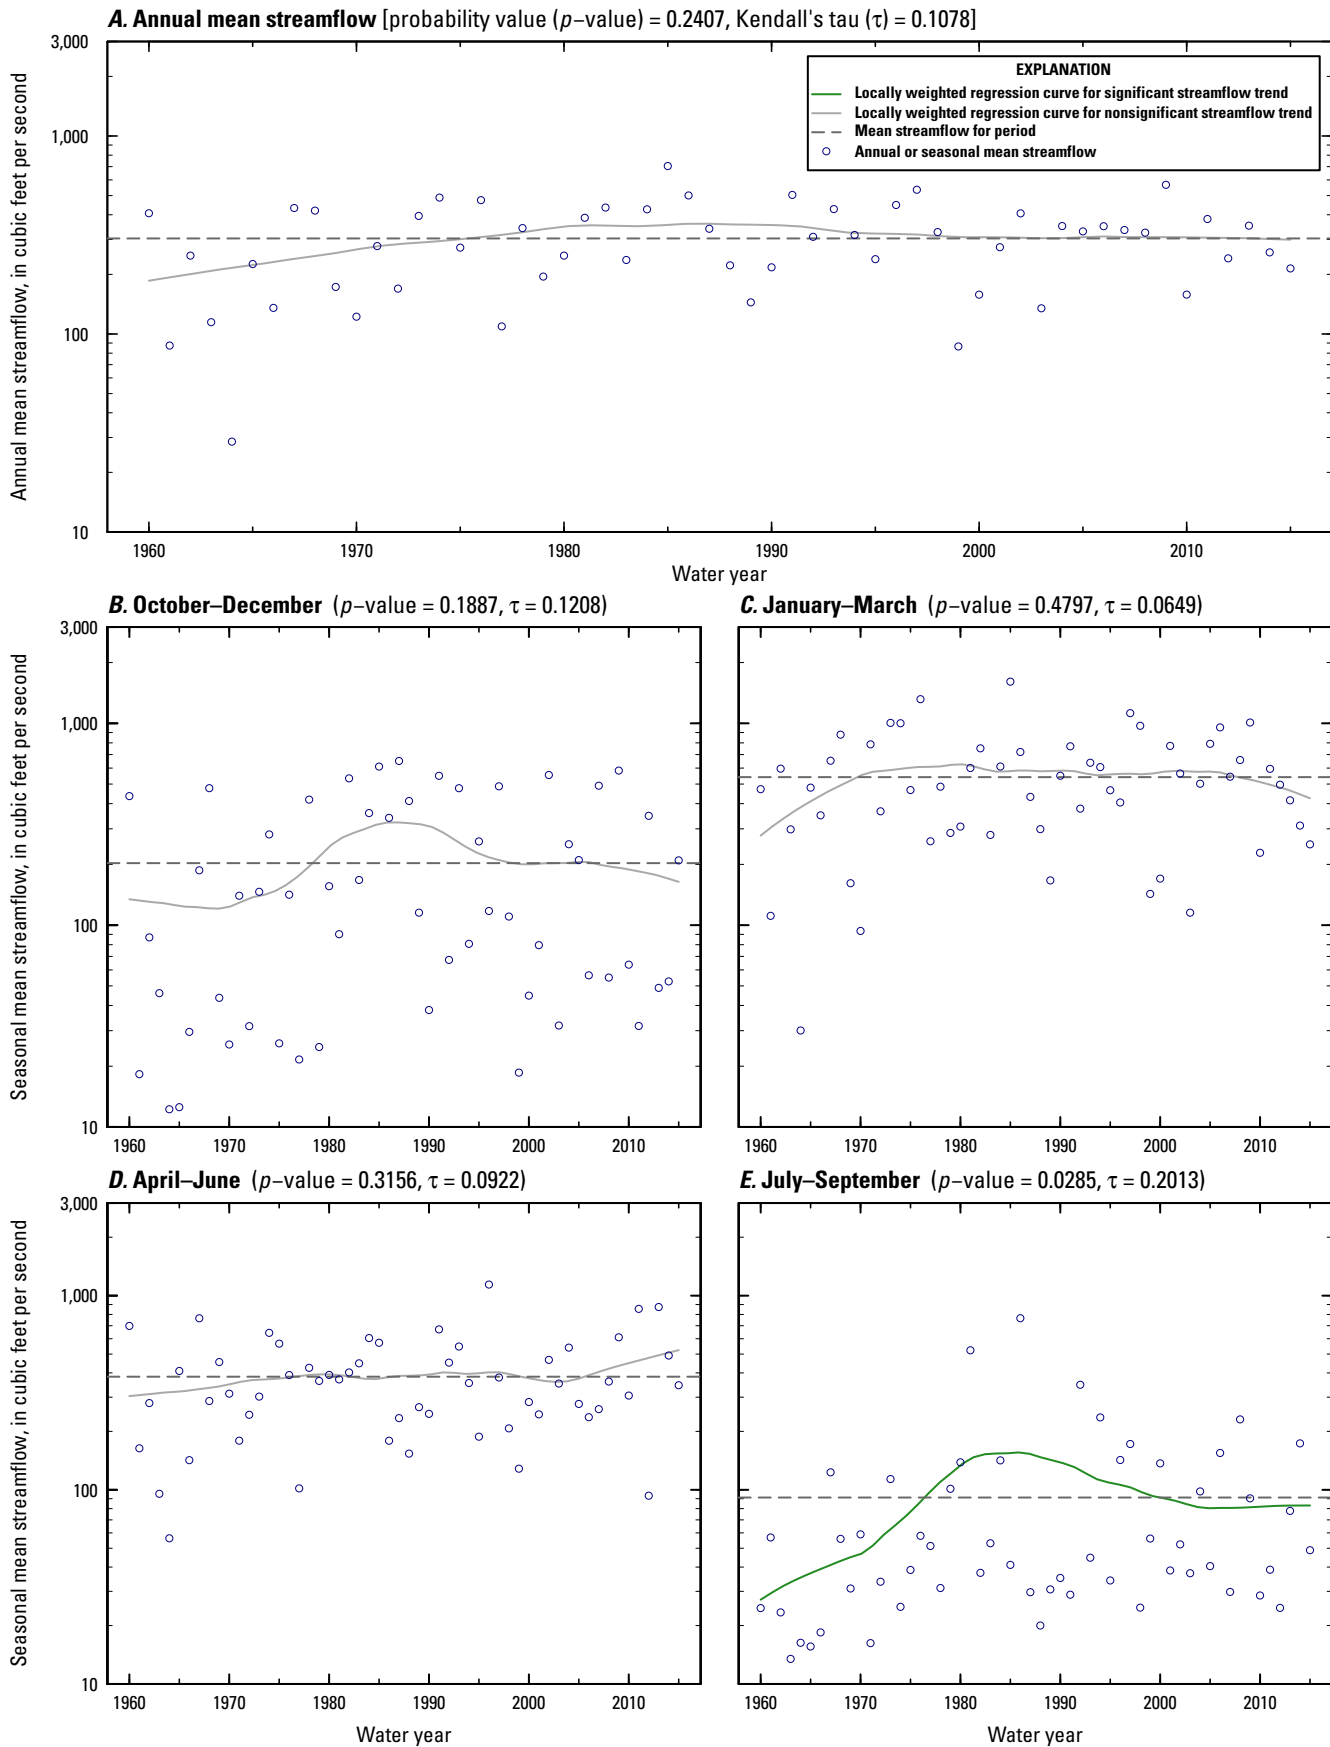 A. Annual mean streamflow [probability value (p−value) = 0.2407, Kendall's tau (τ) = 0.1078]
Annual mean streamflow, in cubic feet per second
3,000
1,000
100
10
EXPLANATION
Locally weighted regression curve for significant streamflow trend
Locally weighted regression curve for nonsignificant streamflow trend
Mean streamflow for period
Annual or seasonal mean streamflow
1960 1970 1980 1990 2000 2010
Water year
B. October–December (p−value = 0.1887, τ = 0.1208)
Seasonal mean streamflow, in cubic feet per second
3,000
1,000
100
10
1960 1970 1980 1990 2000 2010
C. January–March (p−value = 0.4797, τ = 0.0649)
1960 1970 1980 1990 2000 2010
D. April–June (p−value = 0.3156, τ = 0.0922)
Seasonal mean streamflow, in cubic feet per second
3,000
1,000
100
10
1960 1970 1980 1990 2000 2010
Water year
E. July–September (p−value = 0.0285, τ = 0.2013)
1960 1970 1980 1990 2000 2010
Water year